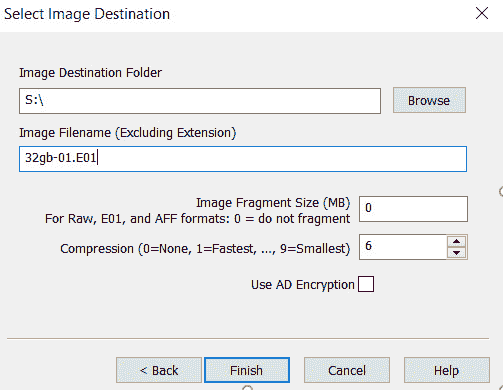 Select Image Destination
Image Destination Folder
S:\
Browse
Image Filename (Excluding Extension)
32gb-01.E01
Image Fragment Size (MB)
0
For Raw, E01, and AFF formats: 0 = do not fragment
Compression (0=None, 1=Fastest, ..., 9=Smallest)
6
Use AD Encryption
< Back
Finish
Cancel
Help